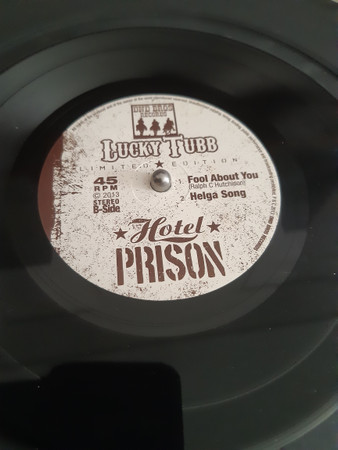 LUCKY TUBB
LIMITED ★ EDITION
45
RPM
© 2013
STEREO
B-Side
1. Fool About You
(Ralph C Hutchison)
2. Helga Song
★ Hotel ★
PRISON